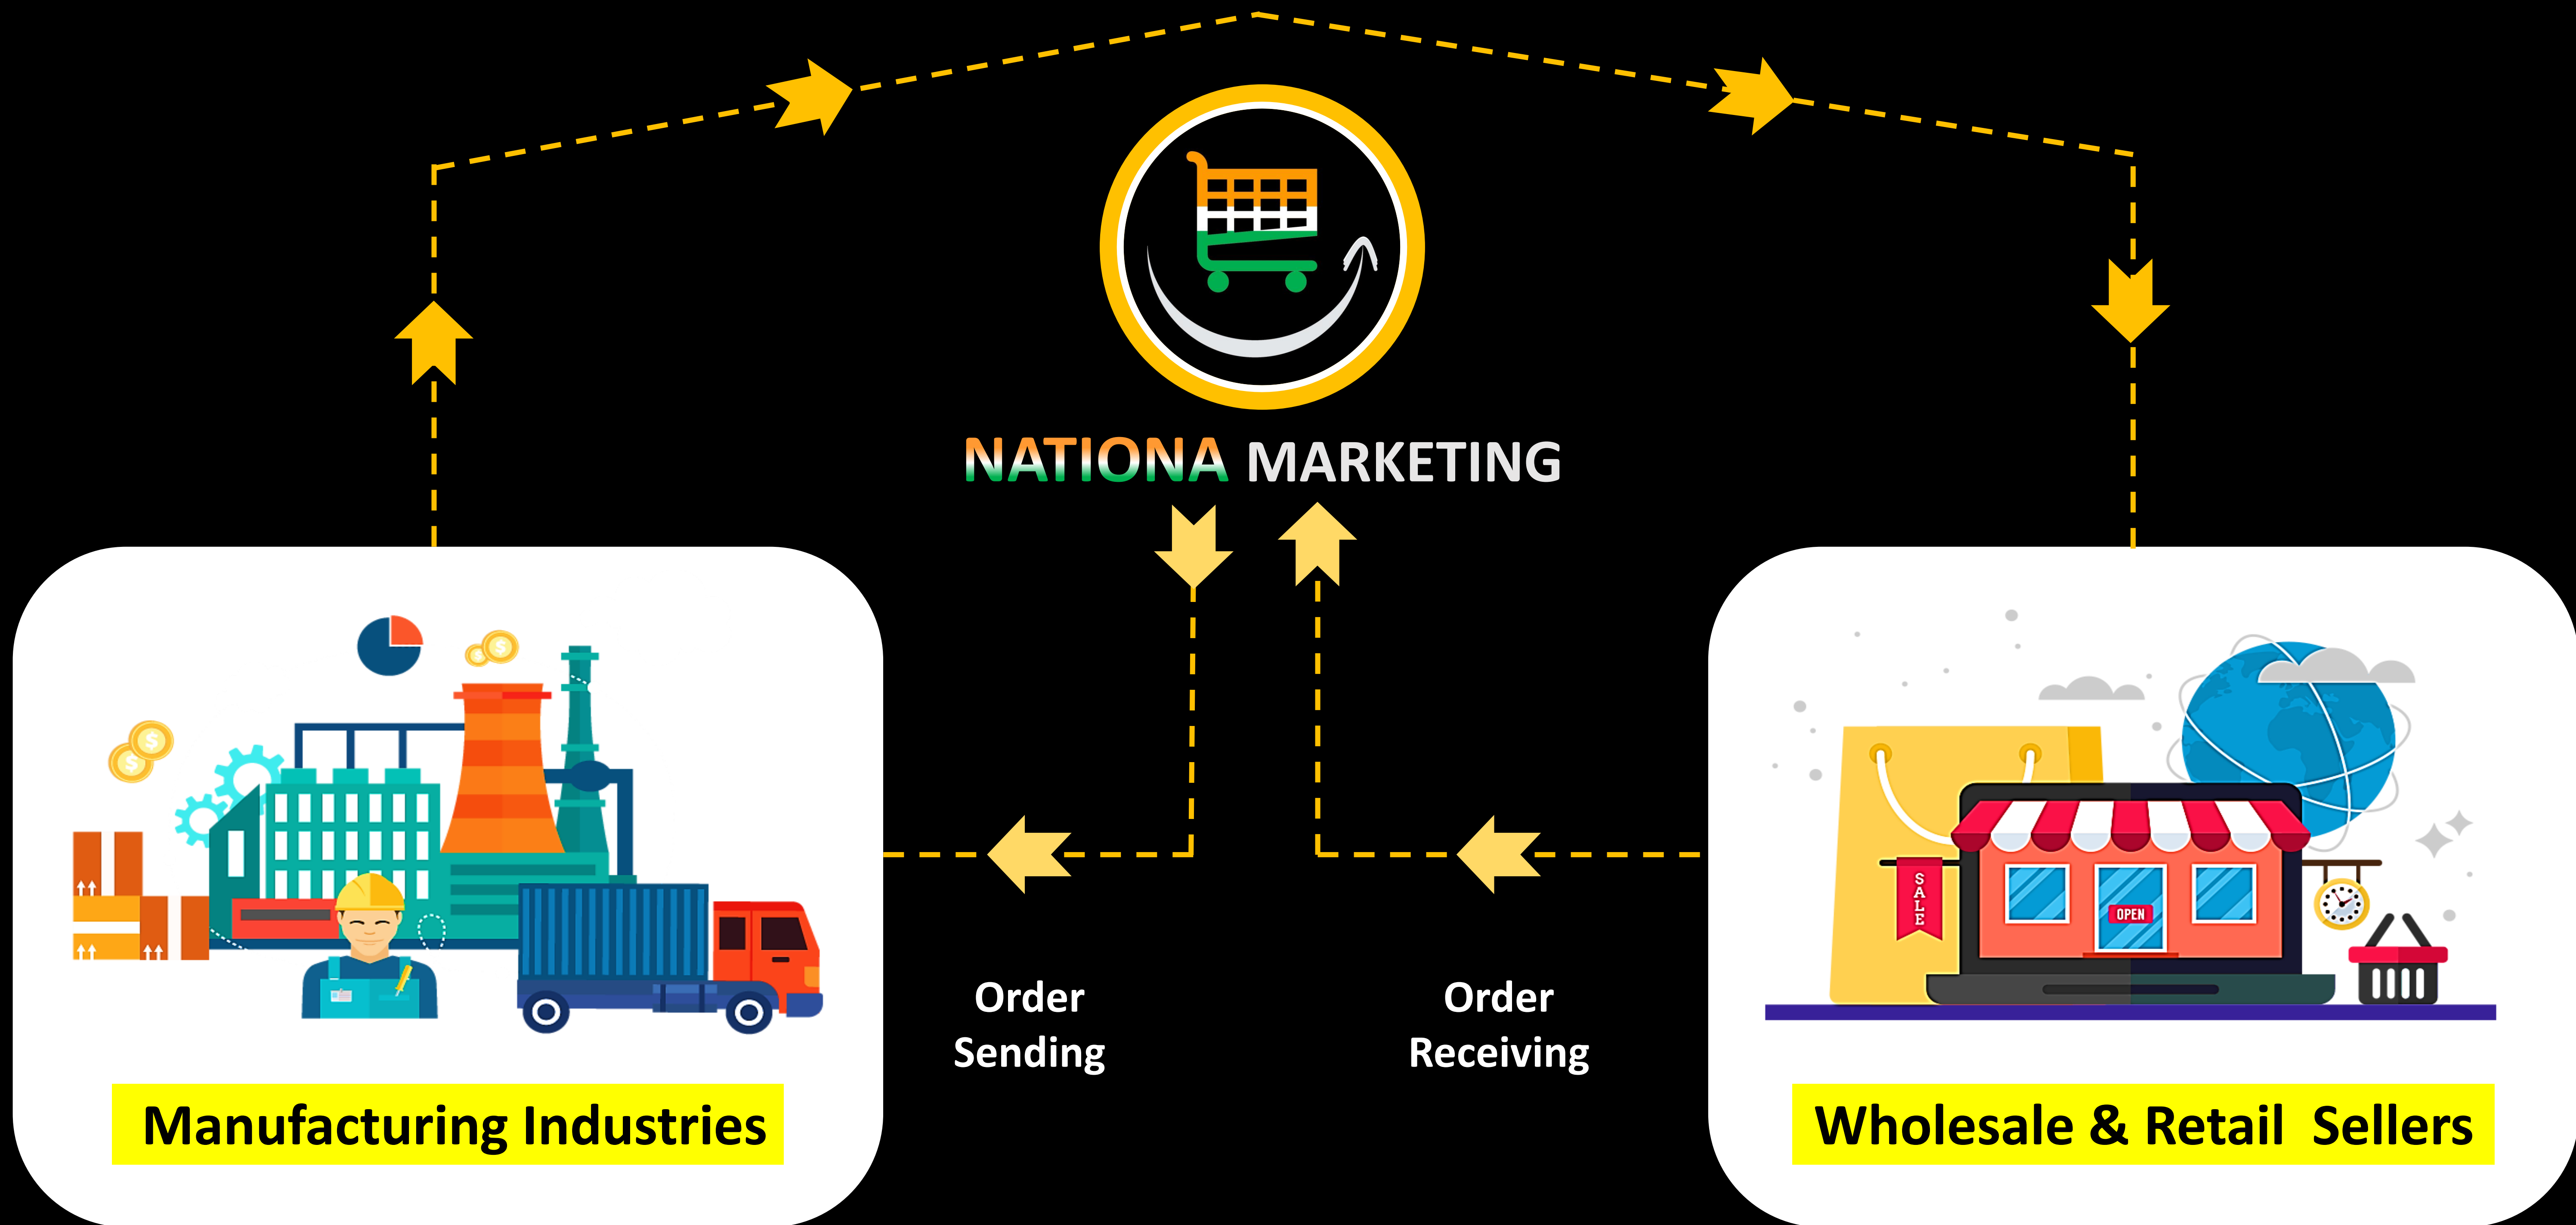 NATIONA MARKETING
Order
Sending
Order
Receiving
SALE
OPEN
Manufacturing Industries
Wholesale & Retail Sellers